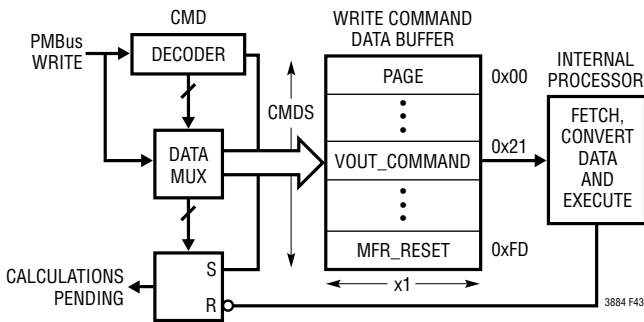 CMD
PMBus
WRITE
DECODER
DATA
MUX
S
R
CALCULATIONS
PENDING
WRITE COMMAND
DATA BUFFER
CMDS
PAGE
0x00
VOUT_COMMAND
0x21
MFR_RESET
0xFD
x1
INTERNAL
PROCESSOR
FETCH,
CONVERT
DATA
AND
EXECUTE
3884 F43